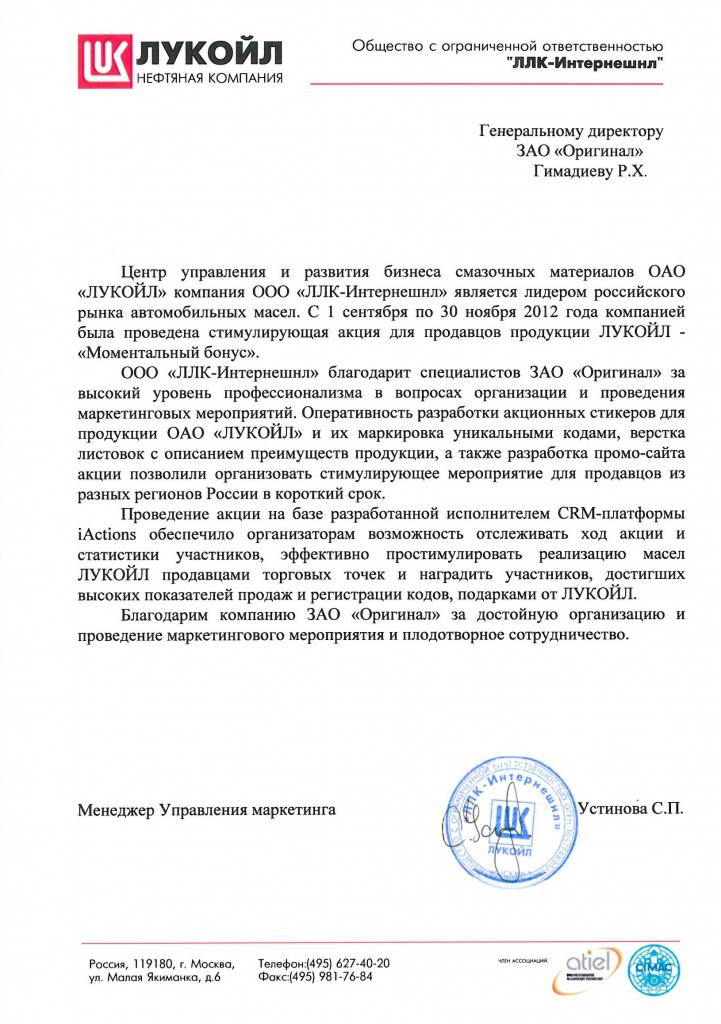 ЛУКОЙЛ
НЕФТЯНАЯ КОМПАНИЯ
Общество с ограниченной ответственностью
"ЛЛК-Интернешнл"
Генеральному директору
ЗАО «Оригинал»
Гимадиеву Р.Х.
Центр управления и развития бизнеса смазочных материалов ОАО
«ЛУКОЙЛ» компания ООО «ЛЛК-Интернешнл» является лидером российского
рынка автомобильных масел. С 1 сентября по 30 ноября 2012 года компанией
была проведена стимулирующая акция для продавцов продукции ЛУКОЙЛ -
«Моментальный бонус».
ООО «ЛЛК-Интернешнл» благодарит специалистов ЗАО «Оригинал» за
высокий уровень профессионализма в вопросах организации и проведения
маркетинговых мероприятий. Оперативность разработки акционных стикеров для
продукции ОАО «ЛУКОЙЛ» и их маркировка уникальными кодами, верстка
листовок с описанием преимуществ продукции, а также разработка промо-сайта
акции позволили организовать стимулирующее мероприятие для продавцов из
разных регионов России в короткий срок.
Проведение акции на базе разработанной исполнителем CRM-платформы
iActions обеспечило организаторам возможность отслеживать ход акции и
статистики участников, эффективно простимулировать реализацию масел
ЛУКОЙЛ продавцами торговых точек и наградить участников, достигших
высоких показателей продаж и регистрации кодов, подарками от ЛУКОЙЛ.
Благодарим компанию ЗАО «Оригинал» за достойную организацию и
проведение маркетингового мероприятия и плодотворное сотрудничество.
Менеджер Управления маркетинга
«ЛЛК-Интернешнл»
ЛУКОЙЛ
Устинова С.П.
Россия, 119180, г. Москва,
ул. Малая Якиманка, д.6
Телефон:(495) 627-40-20
Факс:(495) 981-76-84
ЧЛЕН АССОЦИАЦИЙ:
atiel
CIMAC